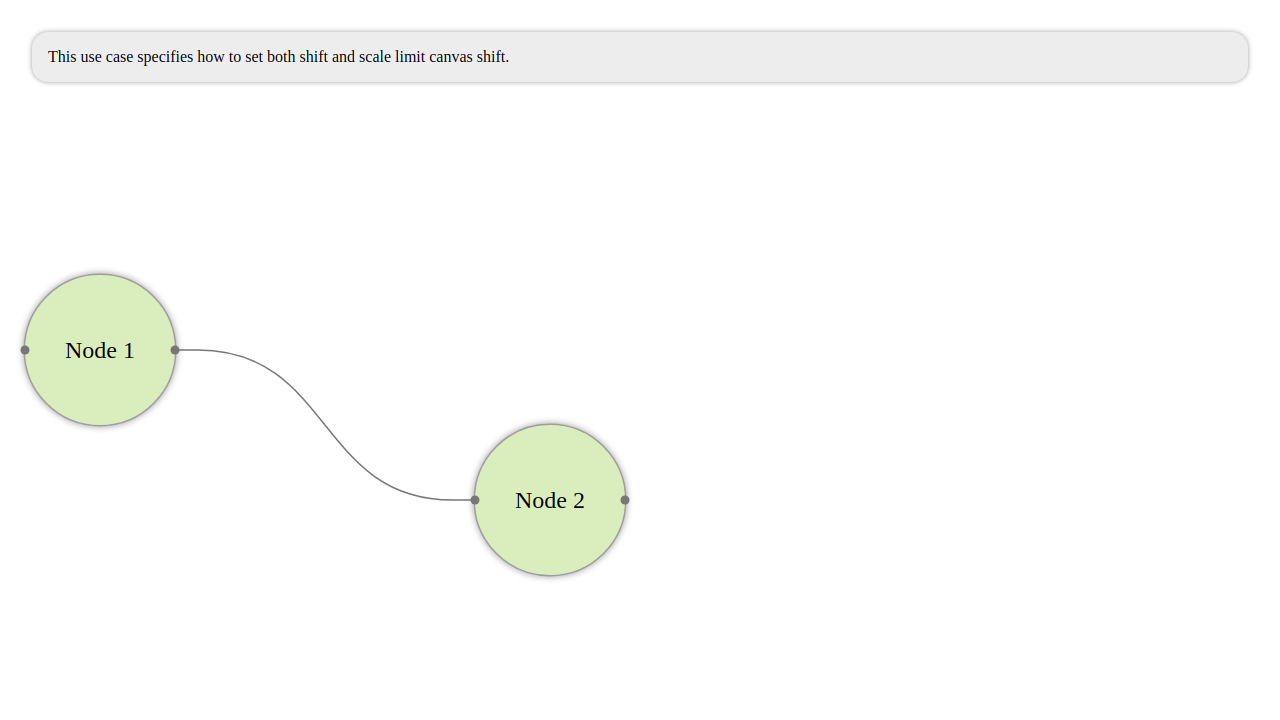 This use case specifies how to set both shift and scale limit canvas shift.
Node 1
Node 2